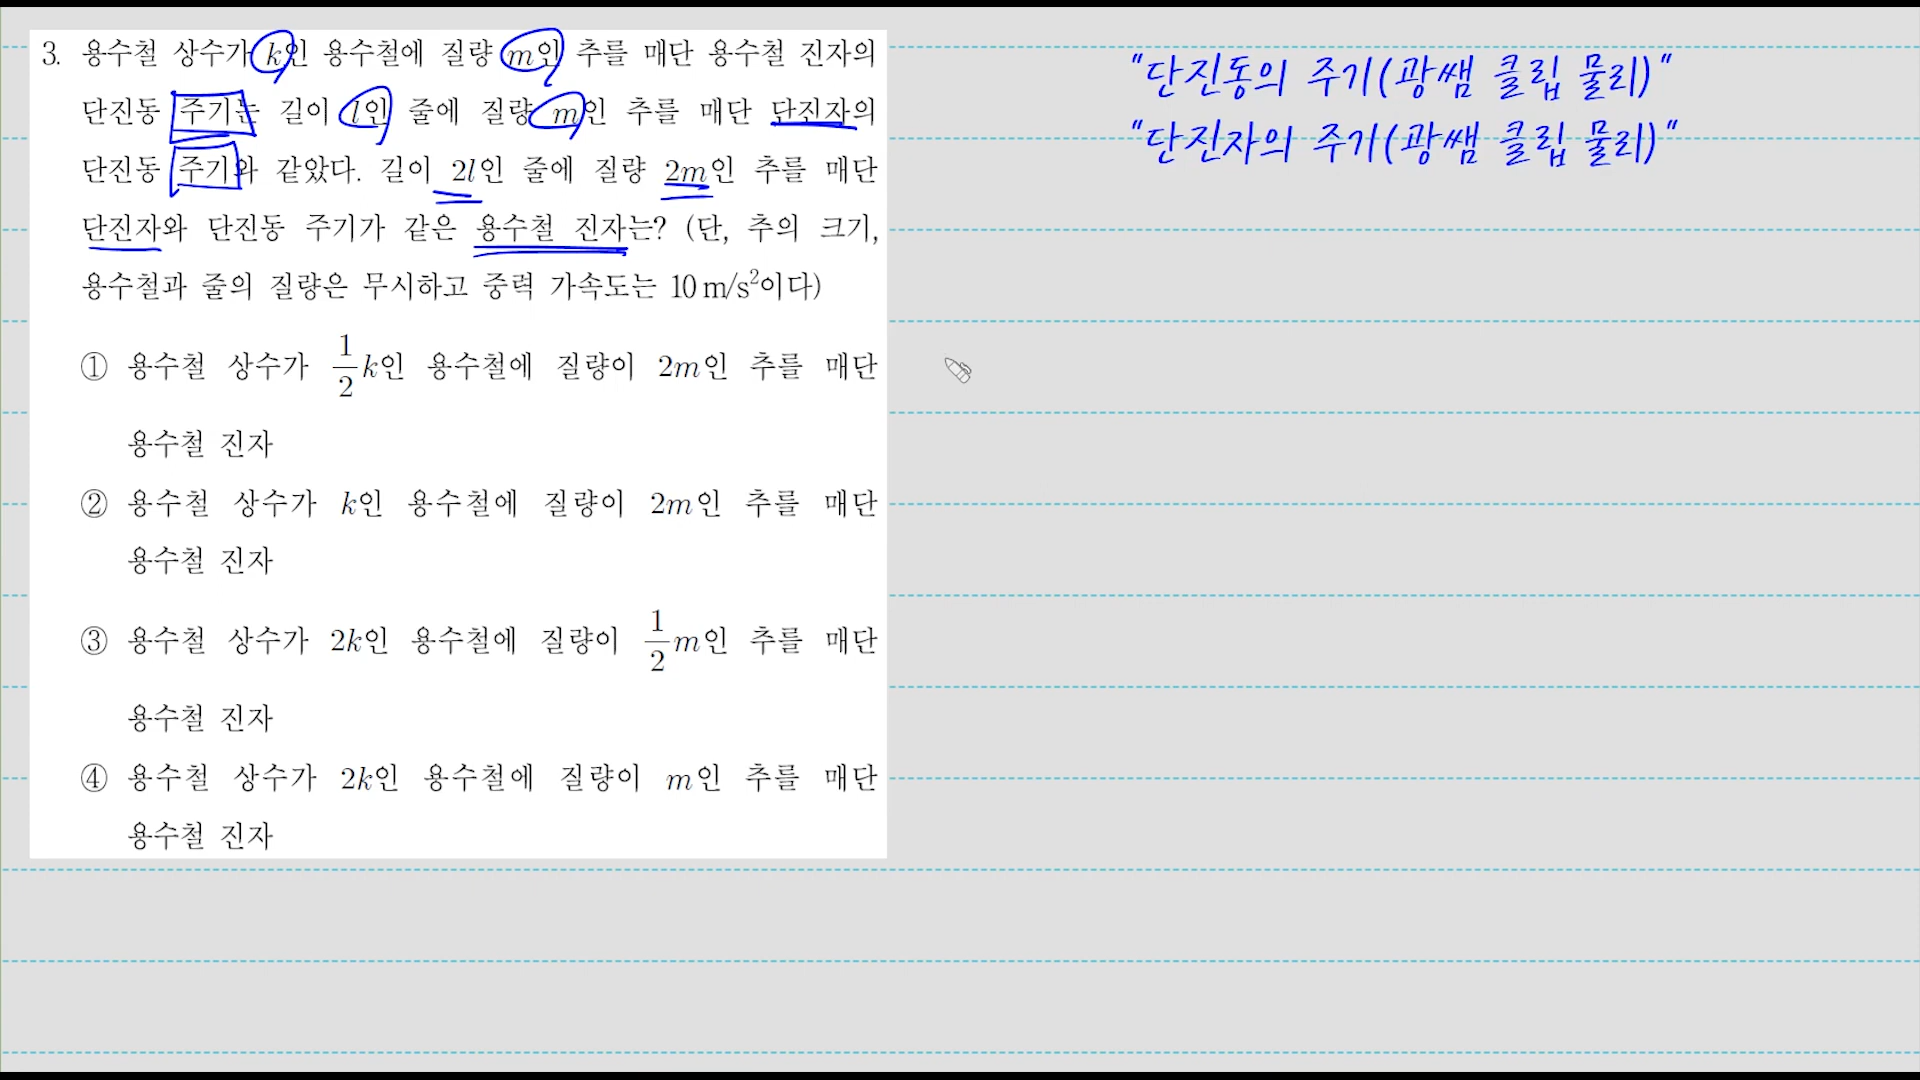 3. 용수철 상수가 k인 용수철에 질량 m인 추를 매단 용수철 진자의
단진동 주기는 길이 l인 줄에 질량 m인 추를 매단 단진자의
단진동 주기와 같았다. 길이 2l인 줄에 질량 2m인 추를 매단
단진자와 단진동 주기가 같은 용수철 진자는? (단, 추의 크기,
용수철과 줄의 질량은 무시하고 중력 가속도는 10 m/s²이다)
① 용수철 상수가 1/2 k인 용수철에 질량이 2m인 추를 매단
용수철 진자
② 용수철 상수가 k인 용수철에 질량이 2m인 추를 매단
용수철 진자
③ 용수철 상수가 2k인 용수철에 질량이 1/2 m인 추를 매단
용수철 진자
④ 용수철 상수가 2k인 용수철에 질량이 m인 추를 매단
용수철 진자
"단진동의 주기(광쌤 클립 물리)"
"단진자의 주기(광쌤 클립 물리)"